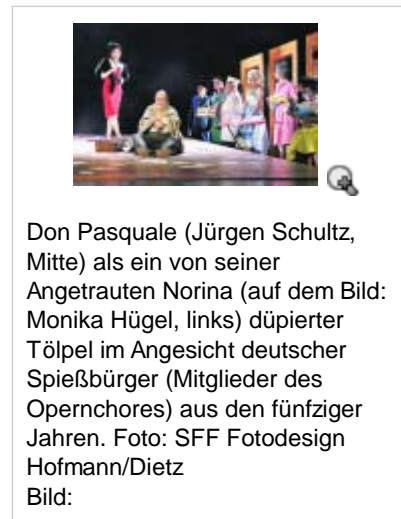 Don Pasquale (Jürgen Schultz,
Mitte) als ein von seiner
Angetrauten Norina (auf dem Bild:
Monika Hügel, links) düpierter
Tölpel im Angesicht deutscher
Spießbürger (Mitglieder des
Opernchores) aus den fünfziger
Jahren. Foto: SFF Fotodesign
Hofmann/Dietz
Bild: